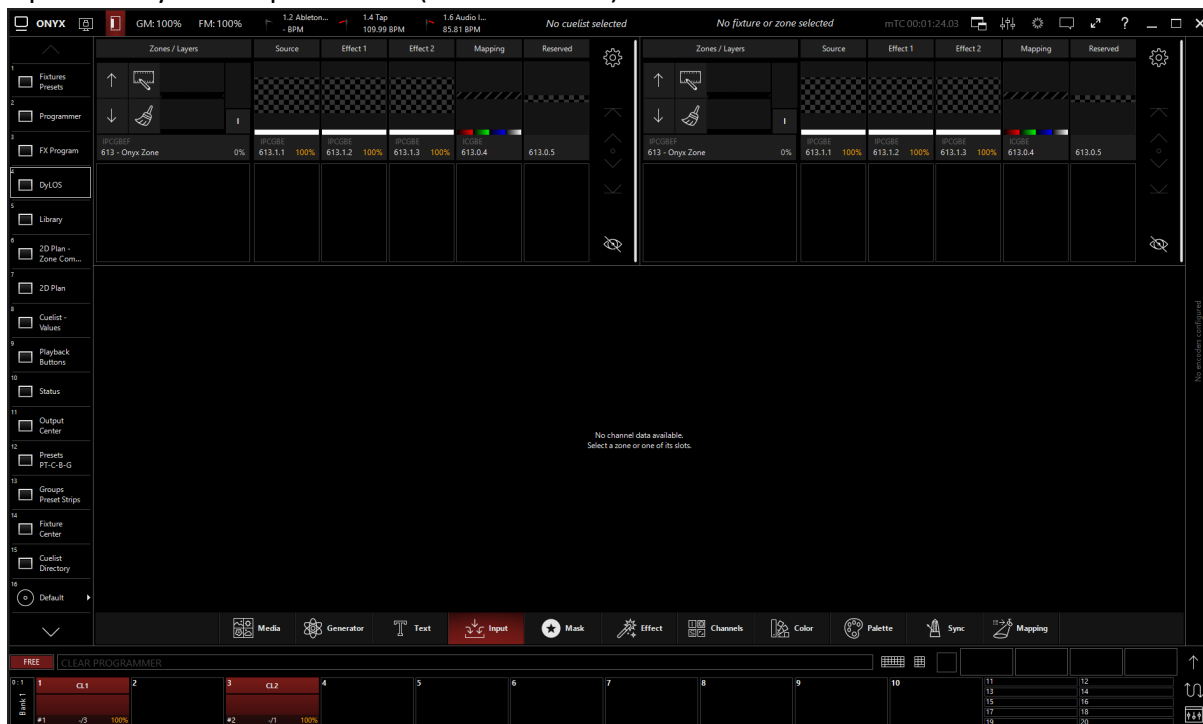 ONYX
GM: 100%
FM: 100%
1.2 Ableton...
- BPM
1.4 Tap
109.99 BPM
1.6 Audio I...
85.81 BPM
No cuelist selected
No fixture or zone selected
mTC 00:01:24.03
?
1
Fixtures
Presets
2
Programmer
3
FX Program
4
DyLOS
5
Library
6
2D Plan -
Zone Com...
7
2D Plan
8
Cuelist -
Values
9
Playback
Buttons
10
Status
11
Output
Center
12
Presets
PT-C-B-G
13
Groups
Preset Strips
14
Fixture
Center
15
Cuelist
Directory
16
Default
Zones / Layers Source Effect 1 Effect 2 Mapping Reserved
I
IPCGBEF IPCGBE IPCGBE IPCGBE ICGBE
613 - Onyx Zone 0% 613.1.1 100% 613.1.2 100% 613.1.3 100% 613.0.4 613.0.5
Zones / Layers Source Effect 1 Effect 2 Mapping Reserved
I
IPCGBEF IPCGBE IPCGBE IPCGBE ICGBE
613 - Onyx Zone 0% 613.1.1 100% 613.1.2 100% 613.1.3 100% 613.0.4 613.0.5
No channel data available.
Select a zone or one of its slots.
No encoders configured
Media Generator Text Input Mask Effect Channels Color Palette Sync Mapping
FREE CLEAR PROGRAMMER
0 : 1
Bank 1
1 CL1
#1 -/3 100%
2
3 CL2
#2 -/1 100%
4
5
6
7
8
9
10
11 12
13 14
15 16
17 18
19 20